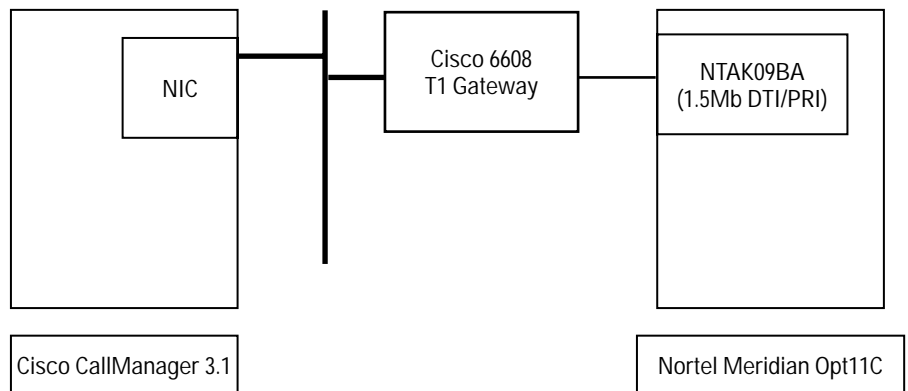 NIC
Cisco 6608
T1 Gateway
NTAK09BA
(1.5Mb DTI/PRI)
Cisco CallManager 3.1
Nortel Meridian Opt11C